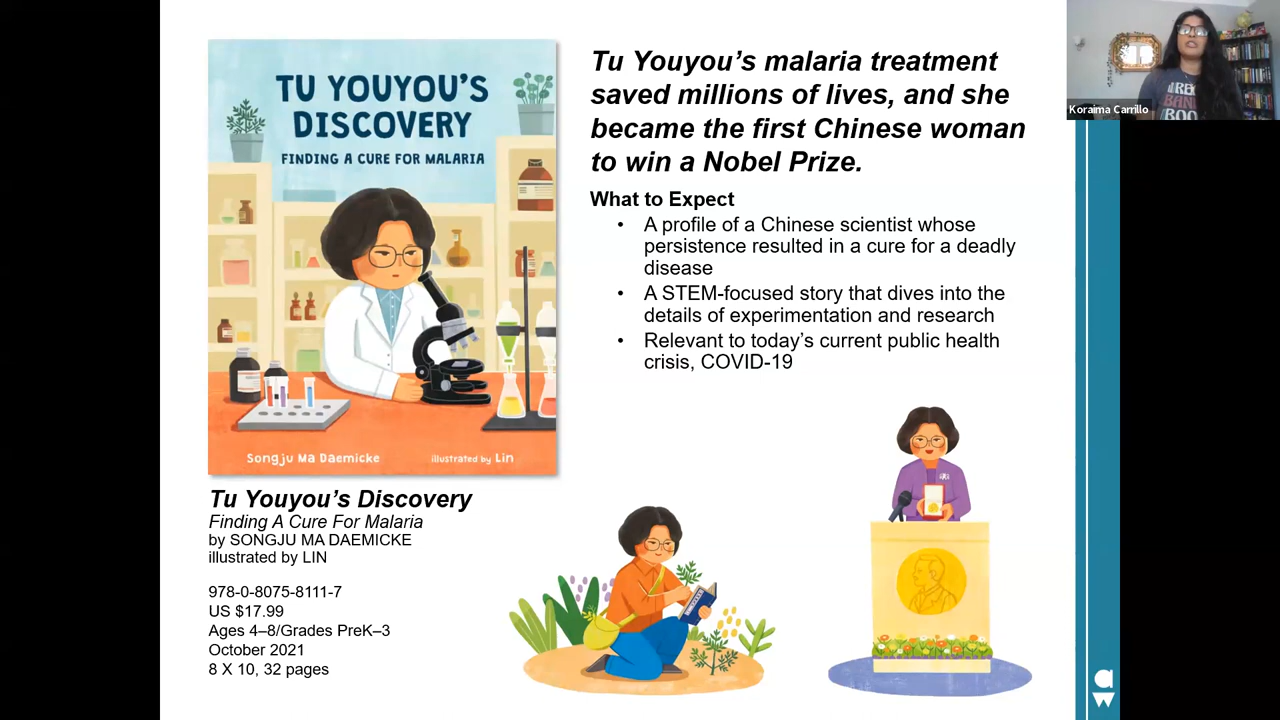 TU YOUYOU'S
DISCOVERY
FINDING A CURE FOR MALARIA
Songju Ma Daemicke
illustrated by Lin
Tu Youyou's Discovery
Finding A Cure For Malaria
by SONGJU MA DAEMICKE
illustrated by LIN
978-0-8075-8111-7
US $17.99
Ages 4–8/Grades PreK–3
October 2021
8 X 10, 32 pages
Tu Youyou's malaria treatment
saved millions of lives, and she
became the first Chinese woman
to win a Nobel Prize.
What to Expect
• A profile of a Chinese scientist whose
persistence resulted in a cure for a deadly
disease
• A STEM-focused story that dives into the
details of experimentation and research
• Relevant to today's current public health
crisis, COVID-19
Koraima Carrillo
aw